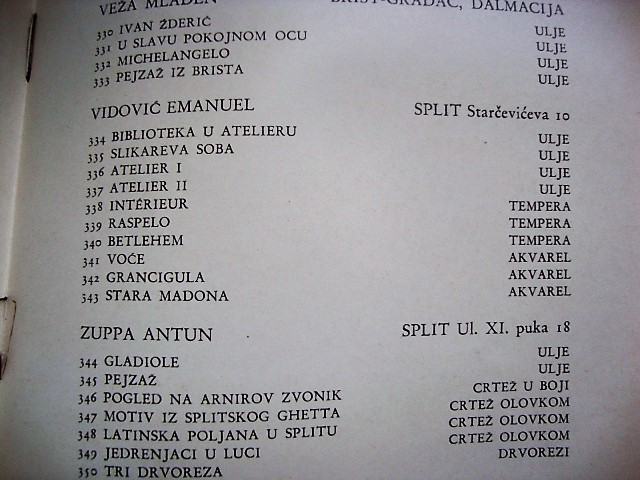 VEŽA MLADEN BRIST-GRADAC, DALMACIJA
330 IVAN ŽDERIĆ ULJE
331 U SLAVU POKOJNOM OCU ULJE
332 MICHELANGELO ULJE
333 PEJZAŽ IZ BRISTA ULJE
VIDOVIĆ EMANUEL SPLIT Starčevićeva 10
334 BIBLIOTEKA U ATELIERU ULJE
335 SLIKAREVA SOBA ULJE
336 ATELIER I ULJE
337 ATELIER II ULJE
338 INTÉRIEUR TEMPERA
339 RASPELO TEMPERA
340 BETLEHEM TEMPERA
341 VOĆE AKVAREL
342 GRANCIGULA AKVAREL
343 STARA MADONA AKVAREL
ZUPPA ANTUN SPLIT Ul. XI. puka 18
344 GLADIOLE ULJE
345 PEJZAŽ ULJE
346 POGLED NA ARNIROV ZVONIK CRTEŽ U BOJI
347 MOTIV IZ SPLITSKOG GHETTA CRTEŽ OLOVKOM
348 LATINSKA POLJANA U SPLITU CRTEŽ OLOVKOM
349 JEDRENJACI U LUCI CRTEŽ OLOVKOM
350 TRI DRVOREZA DRVOREZI